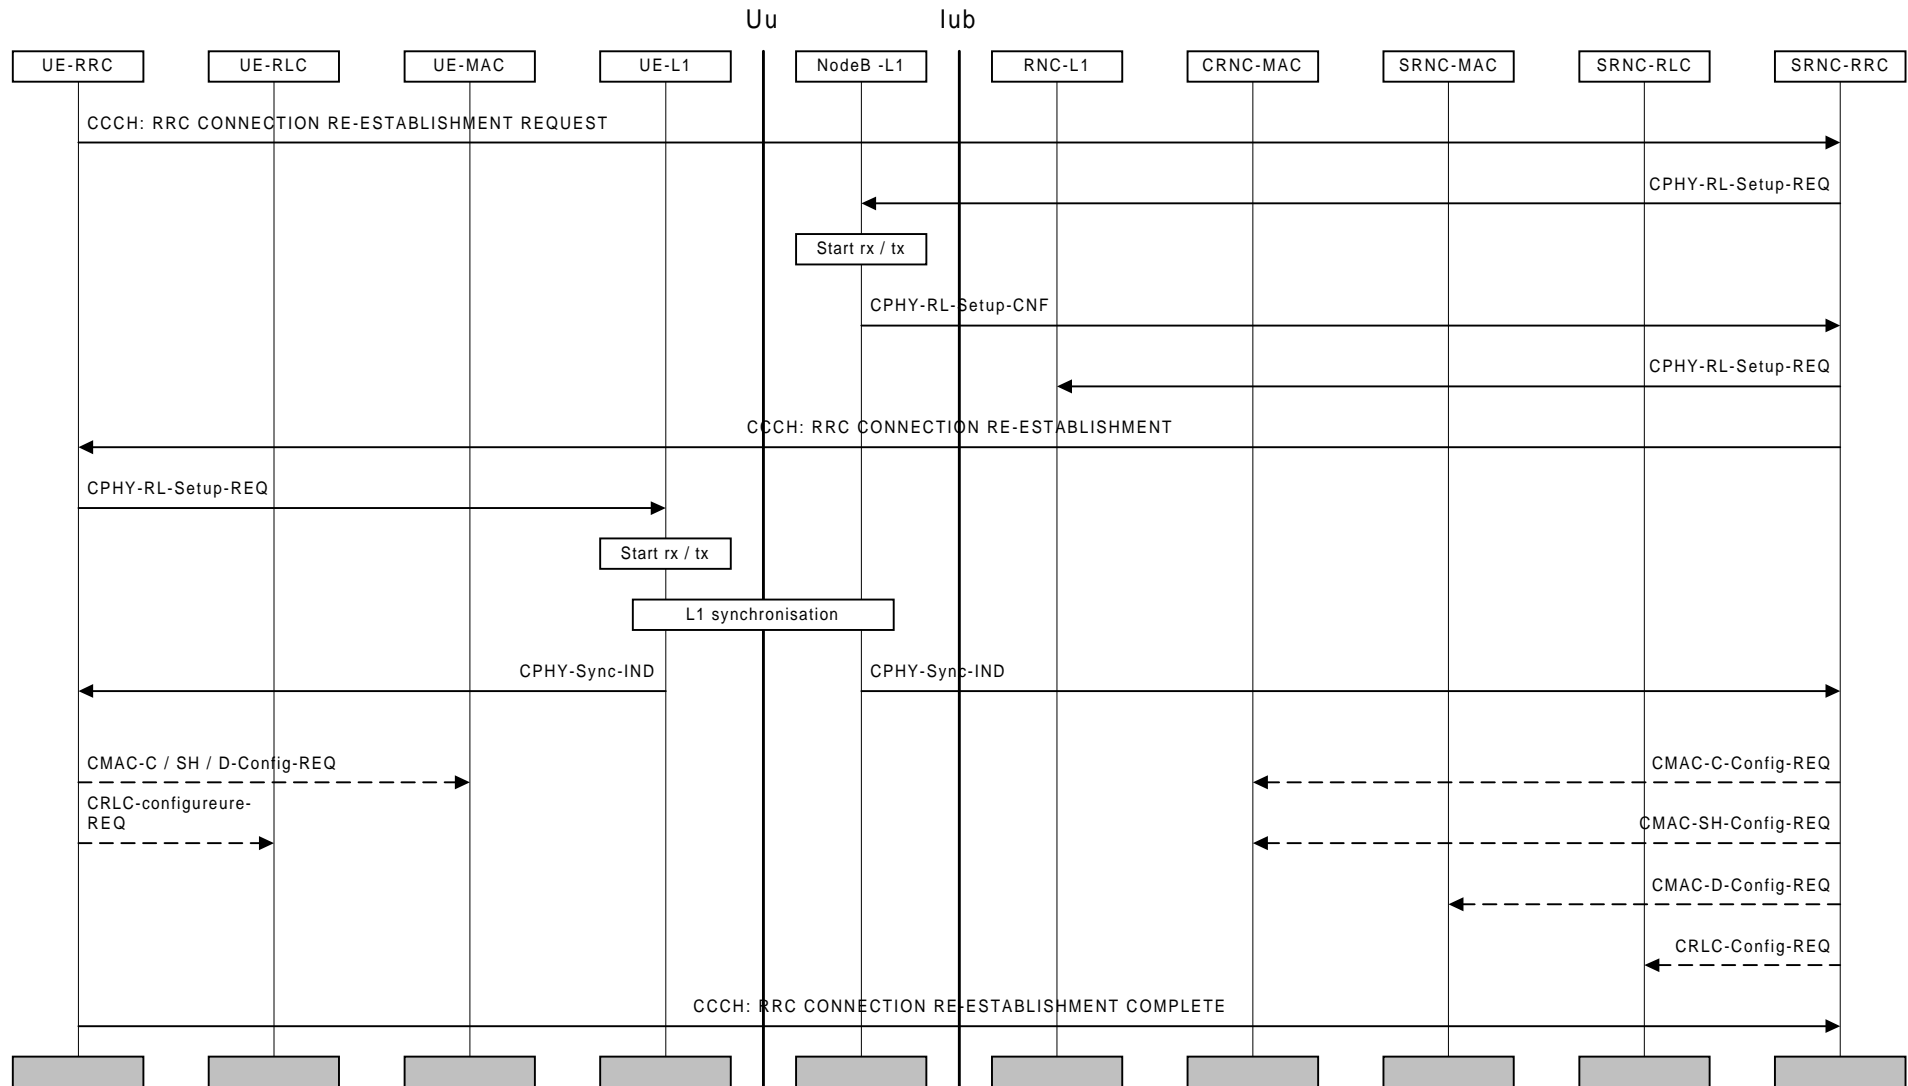 Uu
Iub
UE-RRC
UE-RLC
UE-MAC
UE-L1
NodeB -L1
RNC-L1
CRNC-MAC
SRNC-MAC
SRNC-RLC
SRNC-RRC
CCCH: RRC CONNECTION RE-ESTABLISHMENT REQUEST
CPHY-RL-Setup-REQ
Start rx / tx
CPHY-RL-Setup-CNF
CPHY-RL-Setup-REQ
CCCH: RRC CONNECTION RE-ESTABLISHMENT
CPHY-RL-Setup-REQ
Start rx / tx
L1 synchronisation
CPHY-Sync-IND
CPHY-Sync-IND
CMAC-C / SH / D-Config-REQ
CMAC-C-Config-REQ
CRLC-configureure-
REQ
CMAC-SH-Config-REQ
CMAC-D-Config-REQ
CRLC-Config-REQ
CCCH: RRC CONNECTION RE-ESTABLISHMENT COMPLETE